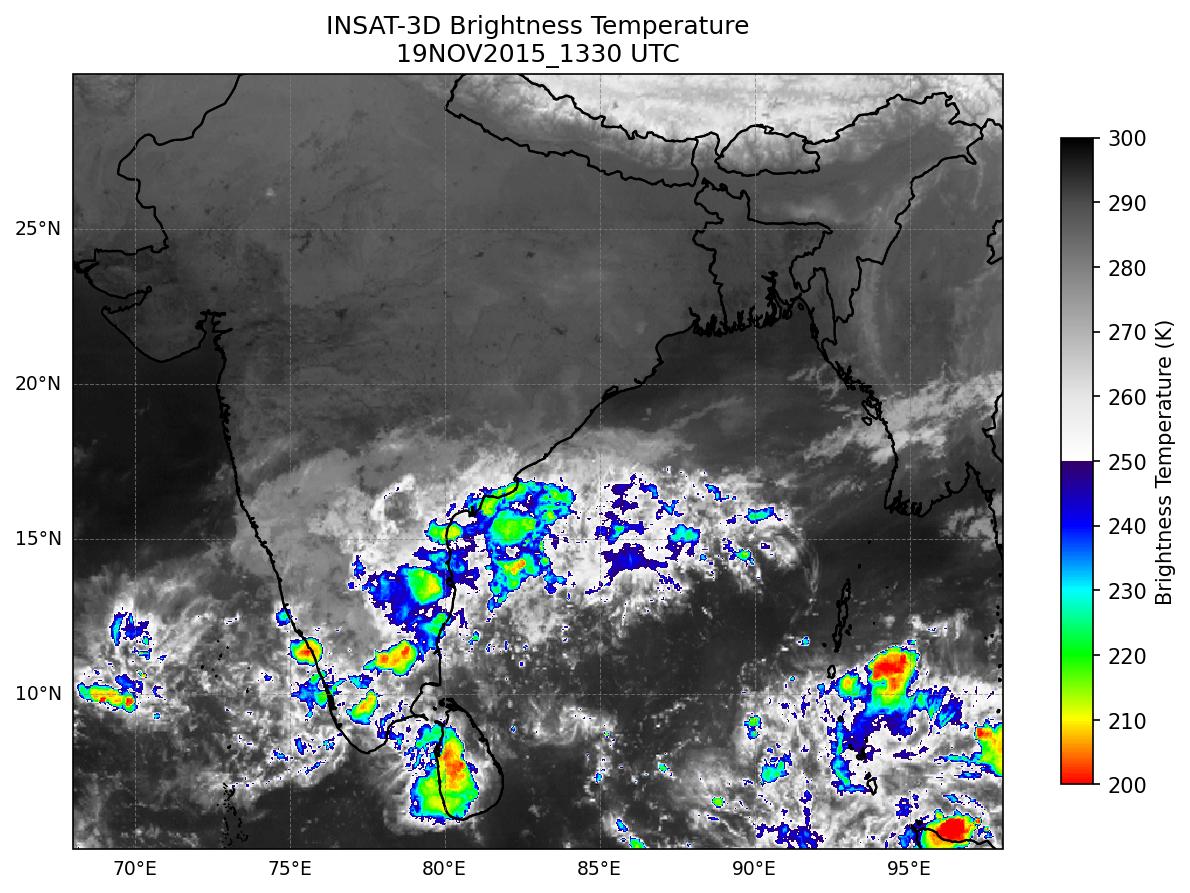 INSAT-3D Brightness Temperature
19NOV2015_1330 UTC
25°N
20°N
15°N
10°N
70°E
75°E
80°E
85°E
90°E
95°E
300
290
280
270
260
250
240
230
220
210
200
Brightness Temperature (K)